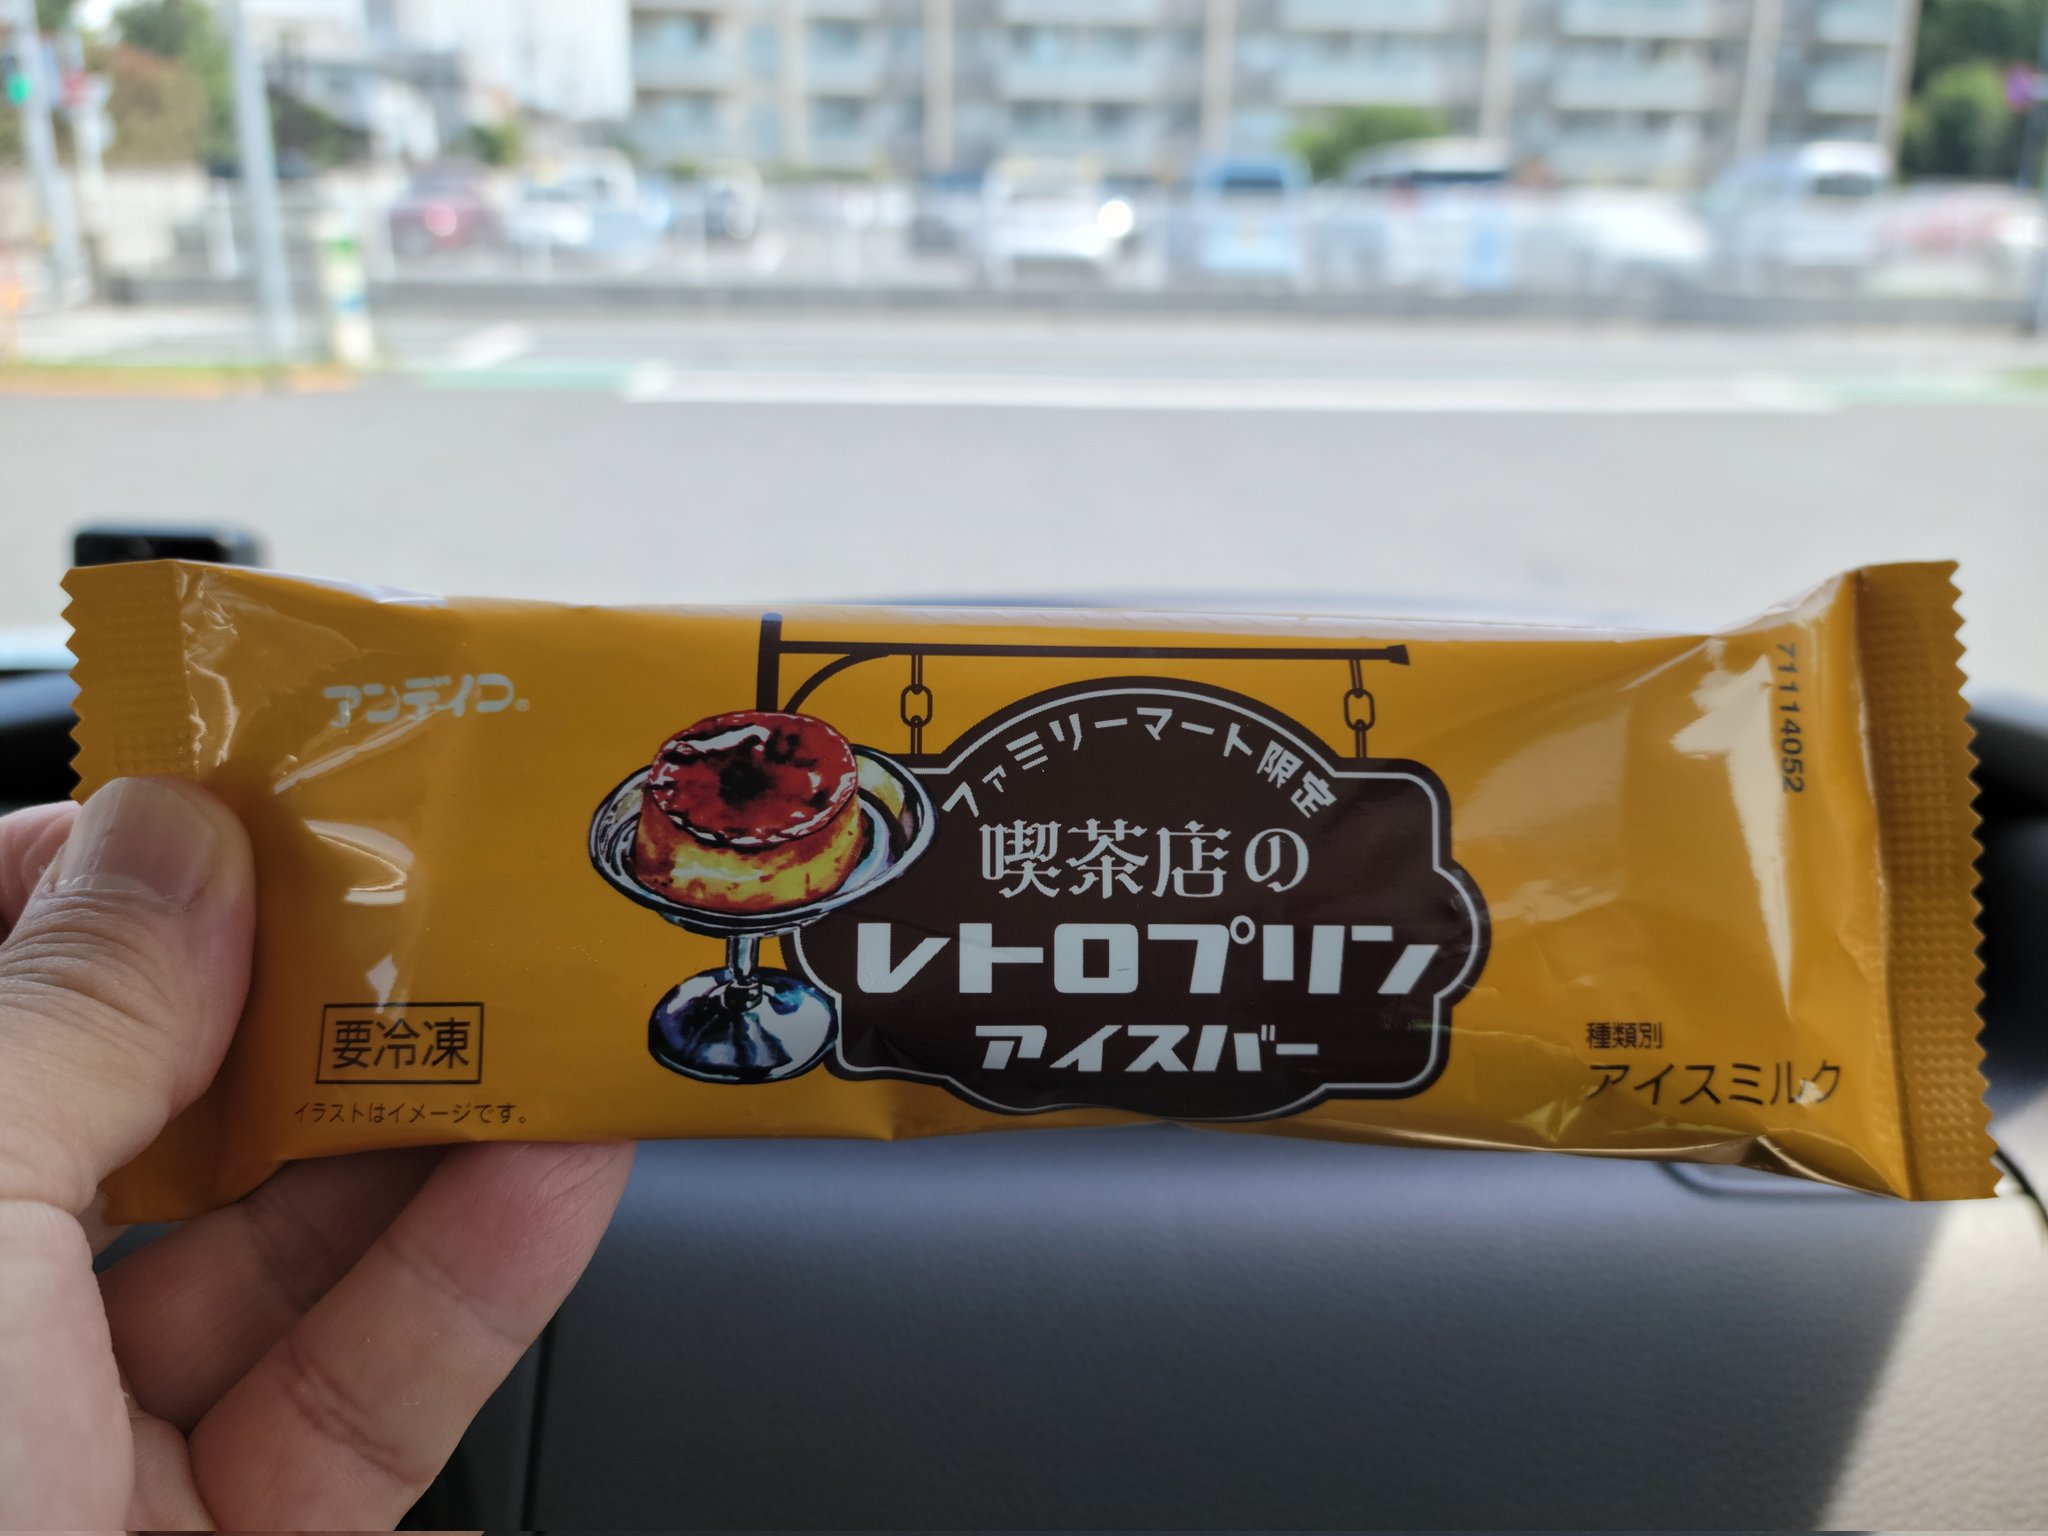 アンデイコ。
ファミリーマート限定
喫茶店の
レトロプリン
アイスバー
要冷凍
イラストはイメージです。
種類別
アイスミルク
71114052